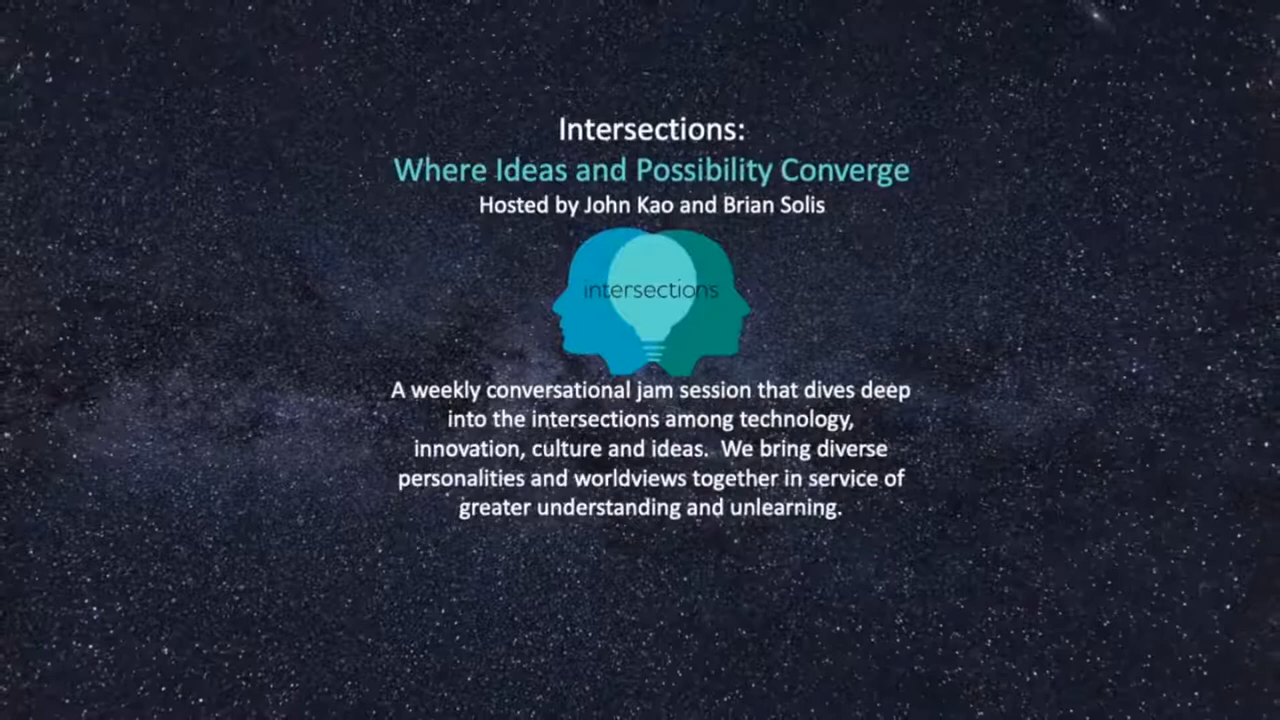 Intersections:
Where Ideas and Possibility Converge
Hosted by John Kao and Brian Solis
intersections
A weekly conversational jam session that dives deep
into the intersections among technology,
innovation, culture and ideas.  We bring diverse
personalities and worldviews together in service of
greater understanding and unlearning.